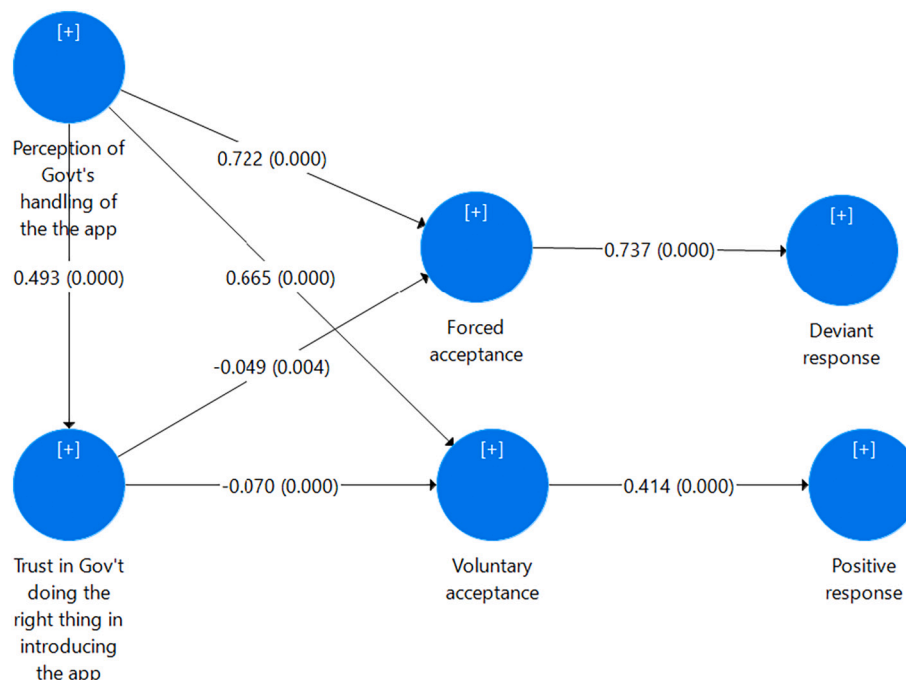 [+]
Perception of
Govt's
handling of
the the app
0.722 (0.000)
[+]
Forced
acceptance
0.737 (0.000)
[+]
Deviant
response
0.493 (0.000)
0.665 (0.000)
-0.049 (0.004)
[+]
Trust in Gov't
doing the
right thing in
introducing
the app
-0.070 (0.000)
[+]
Voluntary
acceptance
0.414 (0.000)
[+]
Positive
response